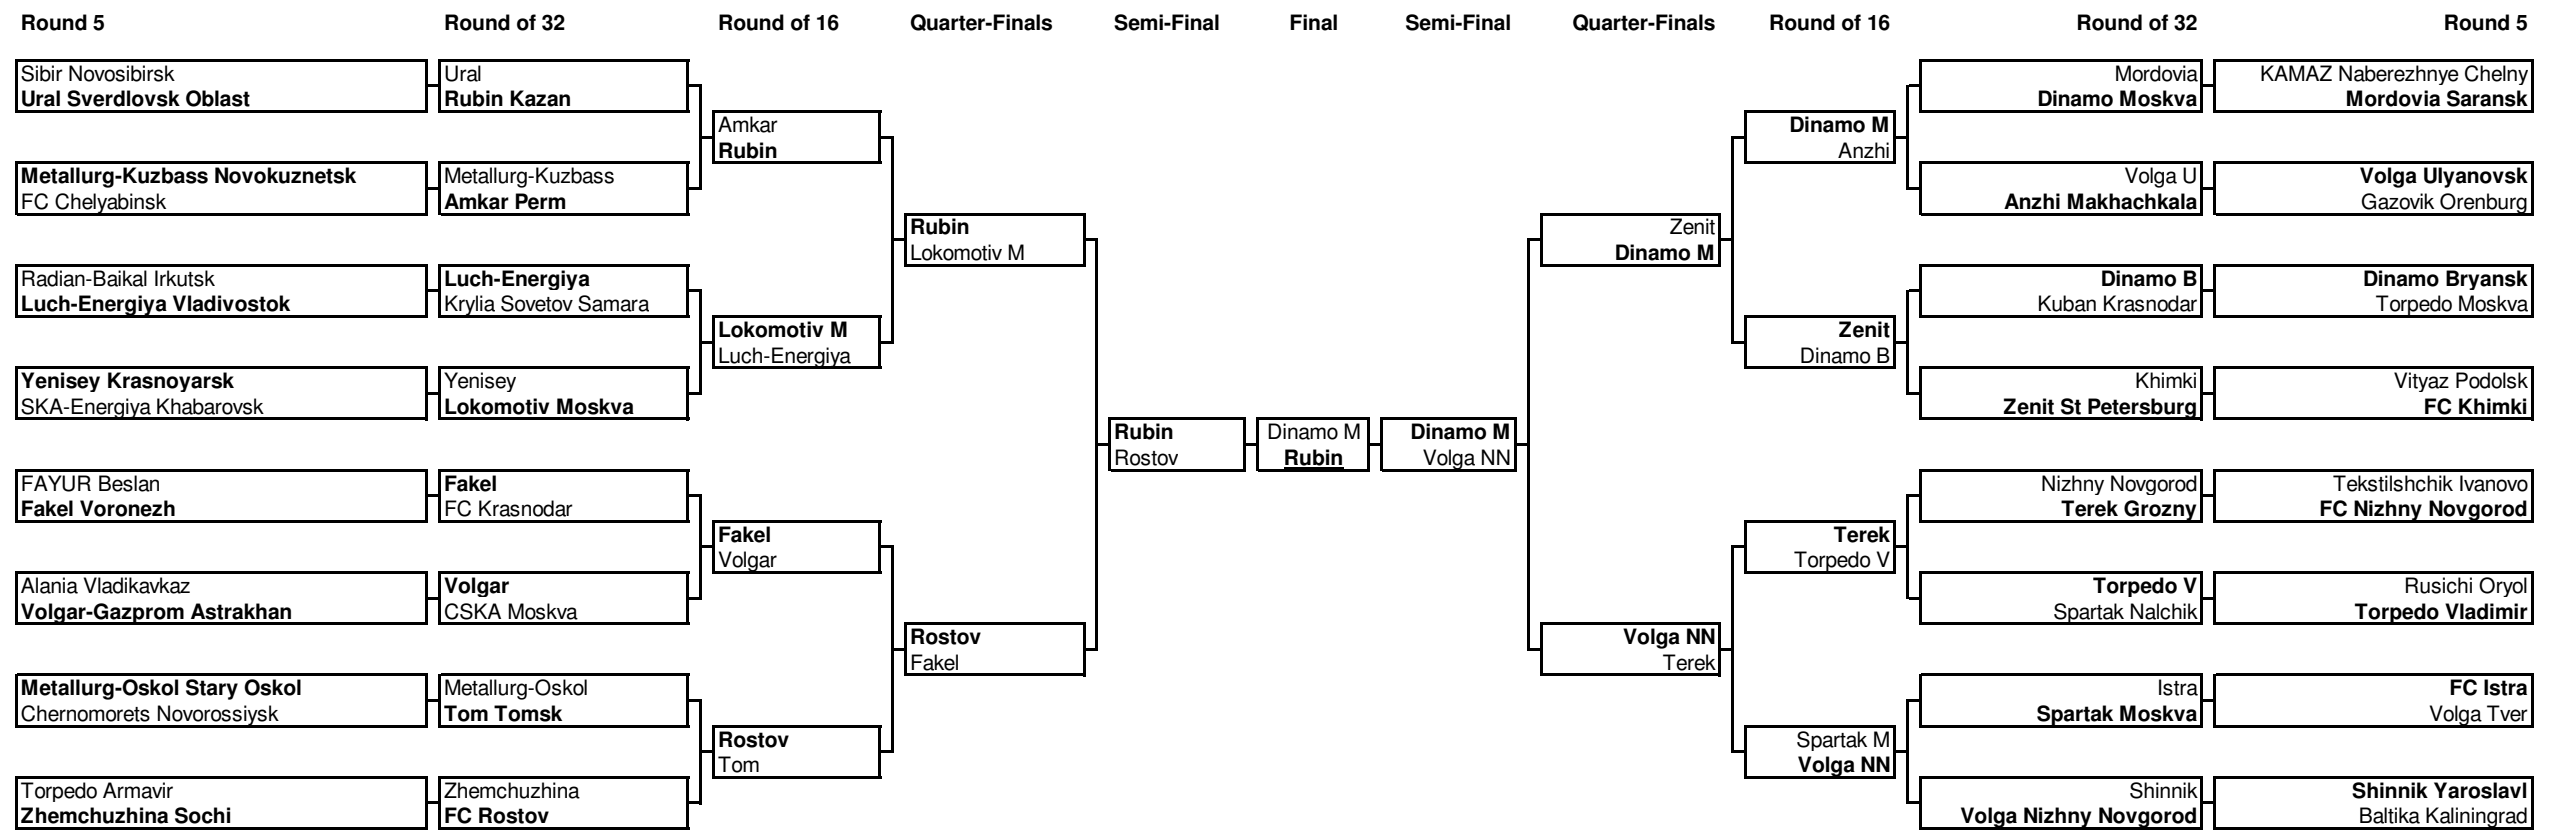 Round 5
Round of 32
Round of 16
Quarter-Finals
Semi-Final
Final
Semi-Final
Quarter-Finals
Round of 16
Round of 32
Round 5
Sibir Novosibirsk
Ural Sverdlovsk Oblast
Metallurg-Kuzbass Novokuznetsk
FC Chelyabinsk
Radian-Baikal Irkutsk
Luch-Energiya Vladivostok
Yenisey Krasnoyarsk
SKA-Energiya Khabarovsk
FAYUR Beslan
Fakel Voronezh
Alania Vladikavkaz
Volgar-Gazprom Astrakhan
Metallurg-Oskol Stary Oskol
Chernomorets Novorossiysk
Torpedo Armavir
Zhemchuzhina Sochi
Ural
Rubin Kazan
Metallurg-Kuzbass
Amkar Perm
Luch-Energiya
Krylia Sovetov Samara
Yenisey
Lokomotiv Moskva
Fakel
FC Krasnodar
Volgar
CSKA Moskva
Metallurg-Oskol
Tom Tomsk
Zhemchuzhina
FC Rostov
Amkar
Rubin
Lokomotiv M
Luch-Energiya
Fakel
Volgar
Rostov
Tom
Rubin
Lokomotiv M
Rostov
Fakel
Rubin
Rostov
Dinamo M
Rubin
Dinamo M
Volga NN
Zenit
Dinamo M
Volga NN
Terek
Dinamo M
Anzhi
Zenit
Dinamo B
Terek
Torpedo V
Spartak M
Volga NN
Mordovia
Dinamo Moskva
Volga U
Anzhi Makhachkala
Dinamo B
Kuban Krasnodar
Khimki
Zenit St Petersburg
Nizhny Novgorod
Terek Grozny
Torpedo V
Spartak Nalchik
Istra
Spartak Moskva
Shinnik
Volga Nizhny Novgorod
KAMAZ Naberezhnye Chelny
Mordovia Saransk
Volga Ulyanovsk
Gazovik Orenburg
Dinamo Bryansk
Torpedo Moskva
Vityaz Podolsk
FC Khimki
Tekstilshchik Ivanovo
FC Nizhny Novgorod
Rusichi Oryol
Torpedo Vladimir
FC Istra
Volga Tver
Shinnik Yaroslavl
Baltika Kaliningrad